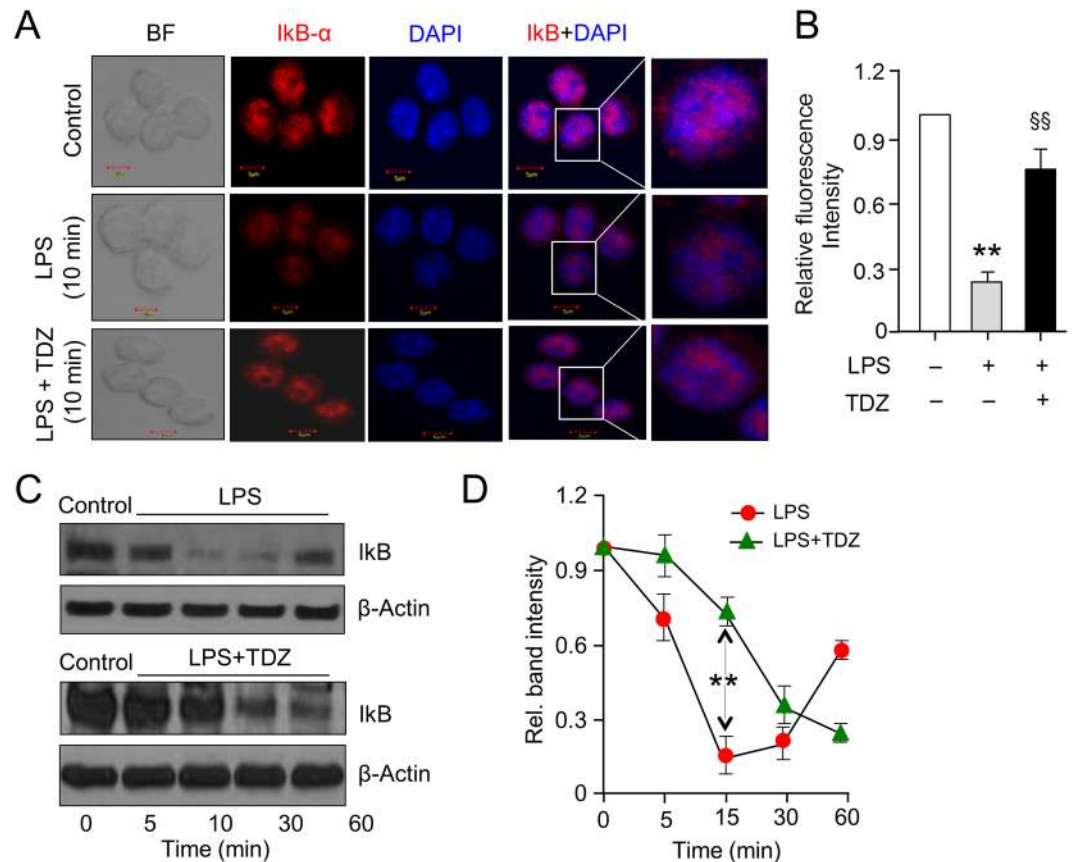 A
BF
IkB-α
DAPI
IkB+DAPI
Control
LPS
(10 min)
LPS + TDZ
(10 min)
B
Relative fluorescence
Intensity
1.2
0.9
0.6
0.3
0
**
§§
LPS – + +
TDZ – – +
C
Control LPS
IkB
β-Actin
Control LPS+TDZ
IkB
β-Actin
0 5 10 30 60
Time (min)
D
LPS
LPS+TDZ
Rel. band intensity
1.2
0.9
0.6
0.3
0
**
0 5 15 30 60
Time (min)